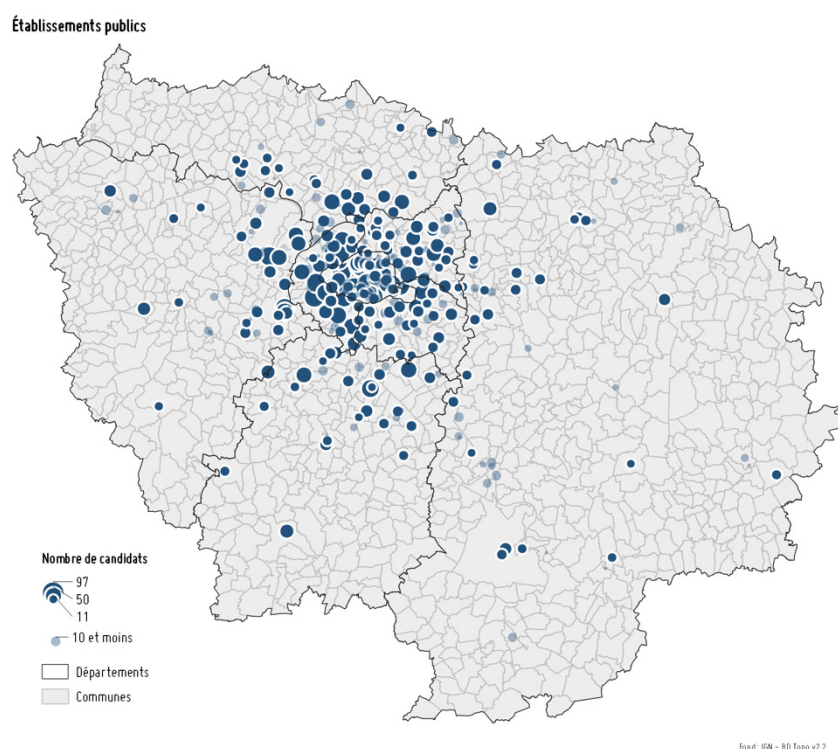 Établissements publics
Nombre de candidats
97
50
11
10 et moins
Départements
Communes
Fond : IGN - BD Topo v2.2